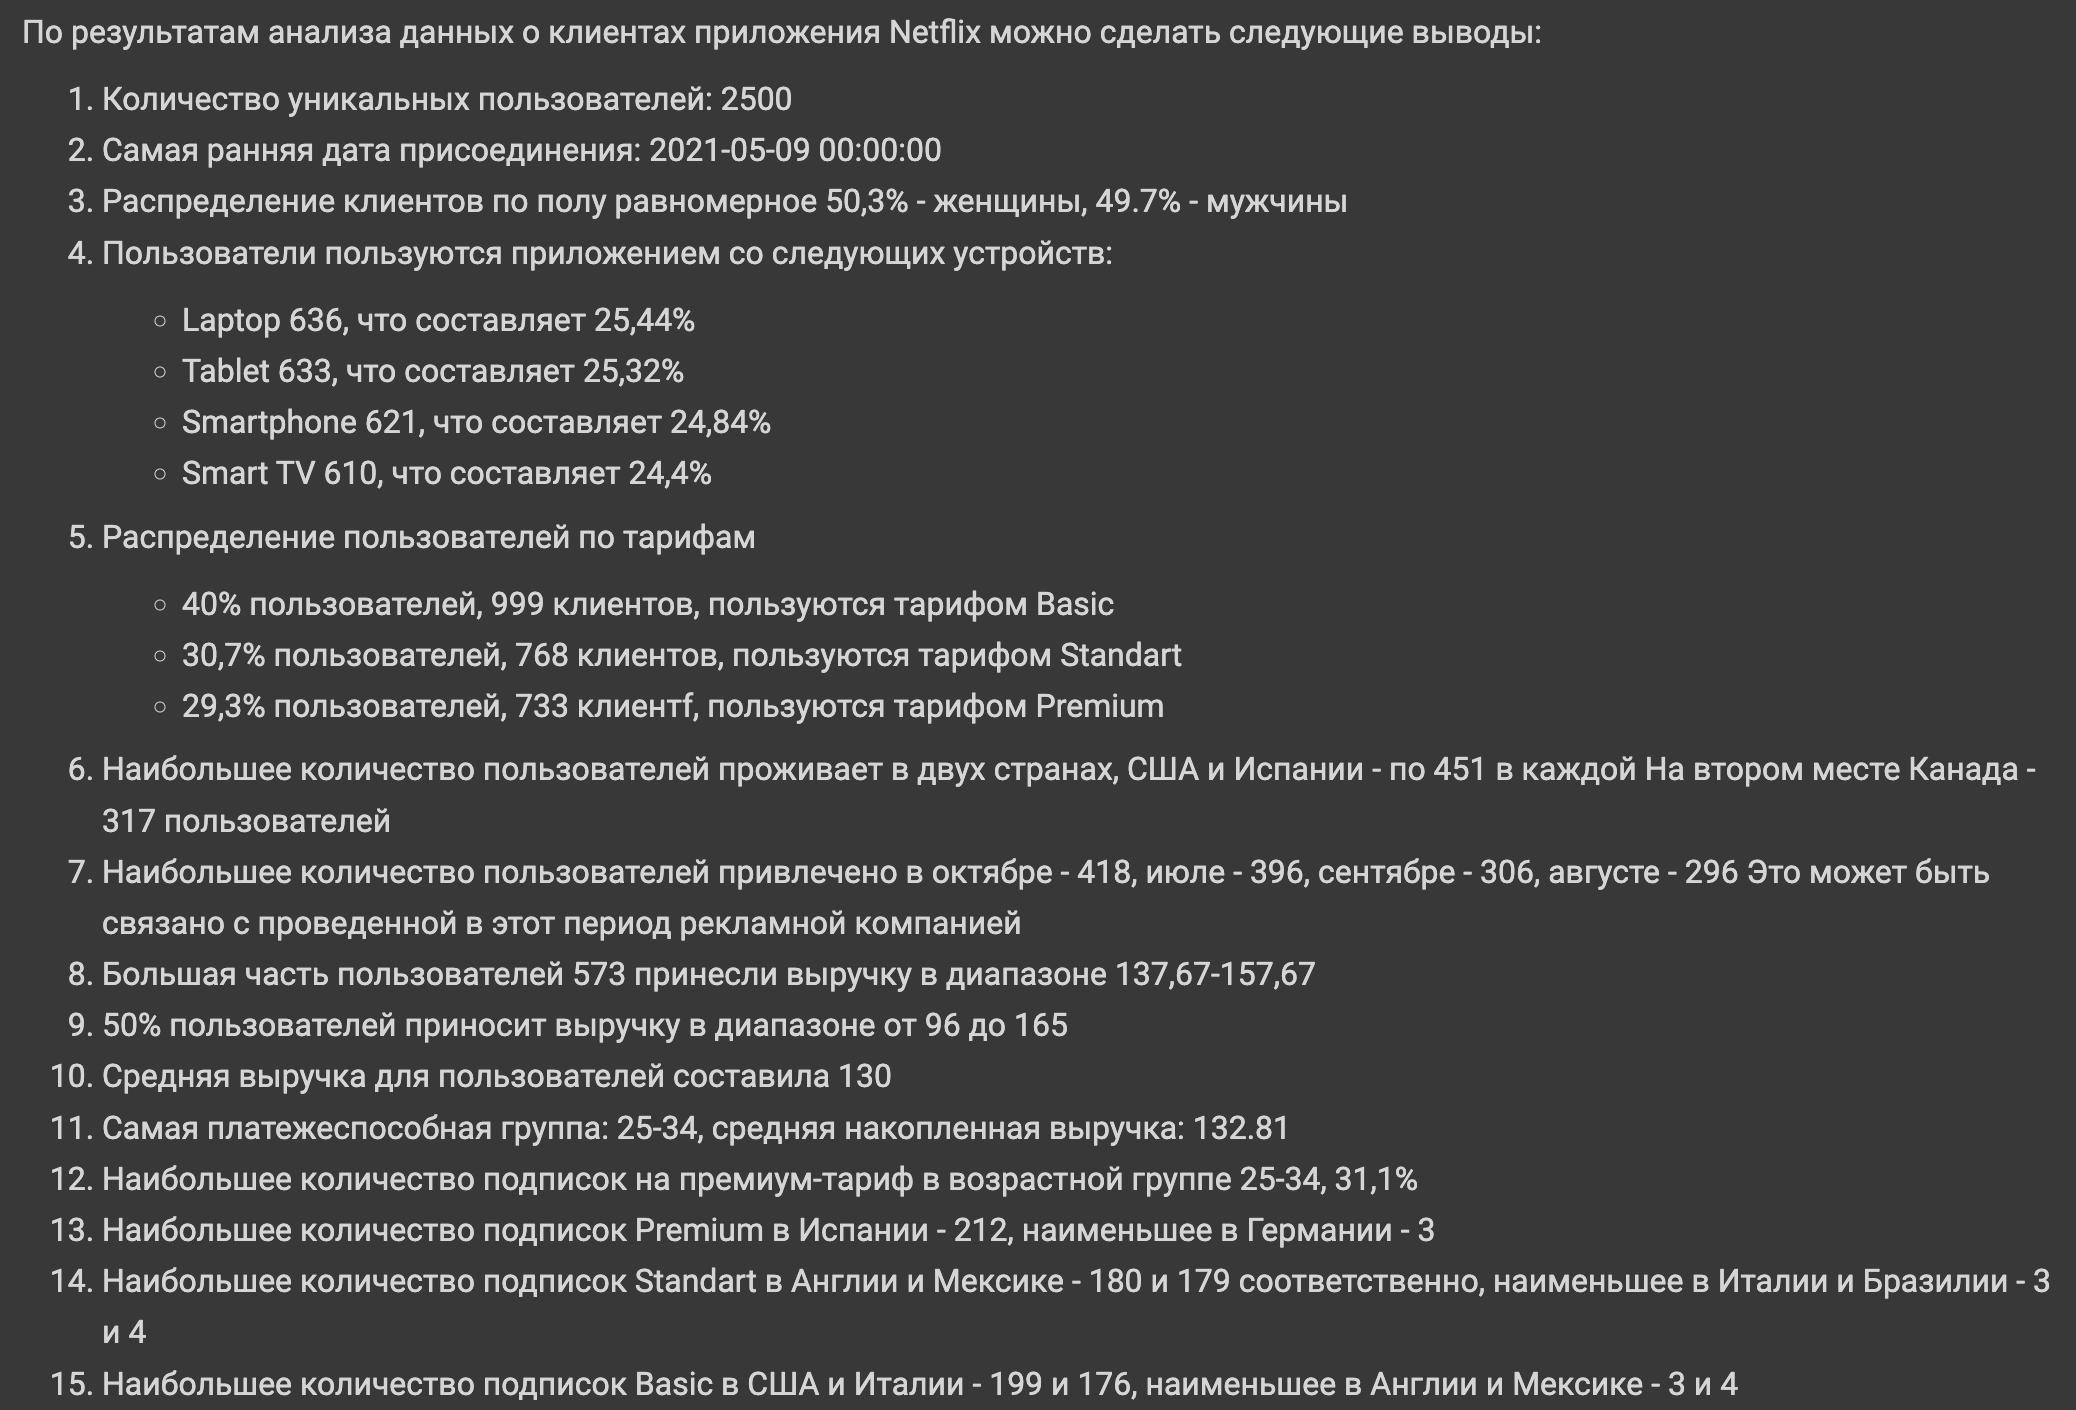 По результатам анализа данных о клиентах приложения Netflix можно сделать следующие выводы:
1. Количество уникальных пользователей: 2500
2. Самая ранняя дата присоединения: 2021-05-09 00:00:00
3. Распределение клиентов по полу равномерное 50,3% - женщины, 49.7% - мужчины
4. Пользователи пользуются приложением со следующих устройств:
◦ Laptop 636, что составляет 25,44%
◦ Tablet 633, что составляет 25,32%
◦ Smartphone 621, что составляет 24,84%
◦ Smart TV 610, что составляет 24,4%
5. Распределение пользователей по тарифам
◦ 40% пользователей, 999 клиентов, пользуются тарифом Basic
◦ 30,7% пользователей, 768 клиентов, пользуются тарифом Standart
◦ 29,3% пользователей, 733 клиентf, пользуются тарифом Premium
6. Наибольшее количество пользователей проживает в двух странах, США и Испании - по 451 в каждой На втором месте Канада -
317 пользователей
7. Наибольшее количество пользователей привлечено в октябре - 418, июле - 396, сентябре - 306, августе - 296 Это может быть
связано с проведенной в этот период рекламной компанией
8. Большая часть пользователей 573 принесли выручку в диапазоне 137,67-157,67
9. 50% пользователей приносит выручку в диапазоне от 96 до 165
10. Средняя выручка для пользователей составила 130
11. Самая платежеспособная группа: 25-34, средняя накопленная выручка: 132.81
12. Наибольшее количество подписок на премиум-тариф в возрастной группе 25-34, 31,1%
13. Наибольшее количество подписок Premium в Испании - 212, наименьшее в Германии - 3
14. Наибольшее количество подписок Standart в Англии и Мексике - 180 и 179 соответственно, наименьшее в Италии и Бразилии - 3
и 4
15. Наибольшее количество подписок Basic в США и Италии - 199 и 176, наименьшее в Англии и Мексике - 3 и 4